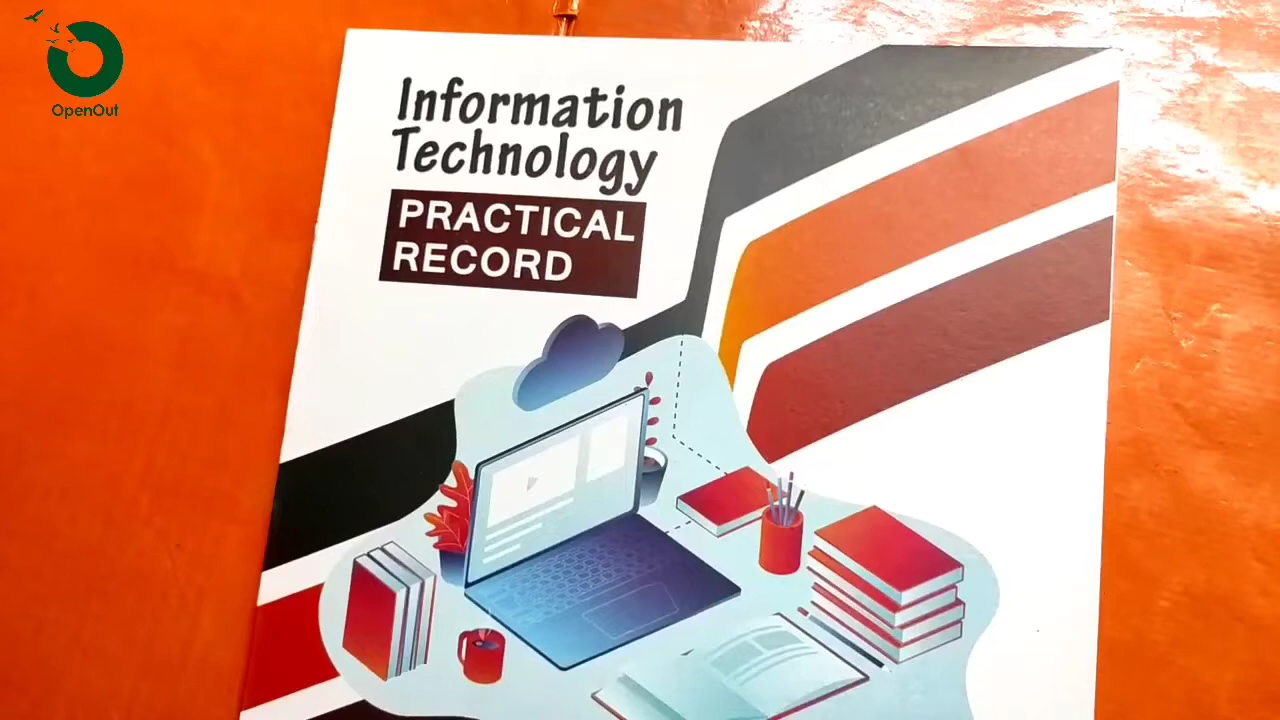 OpenOut
Information
Technology
PRACTICAL
RECORD